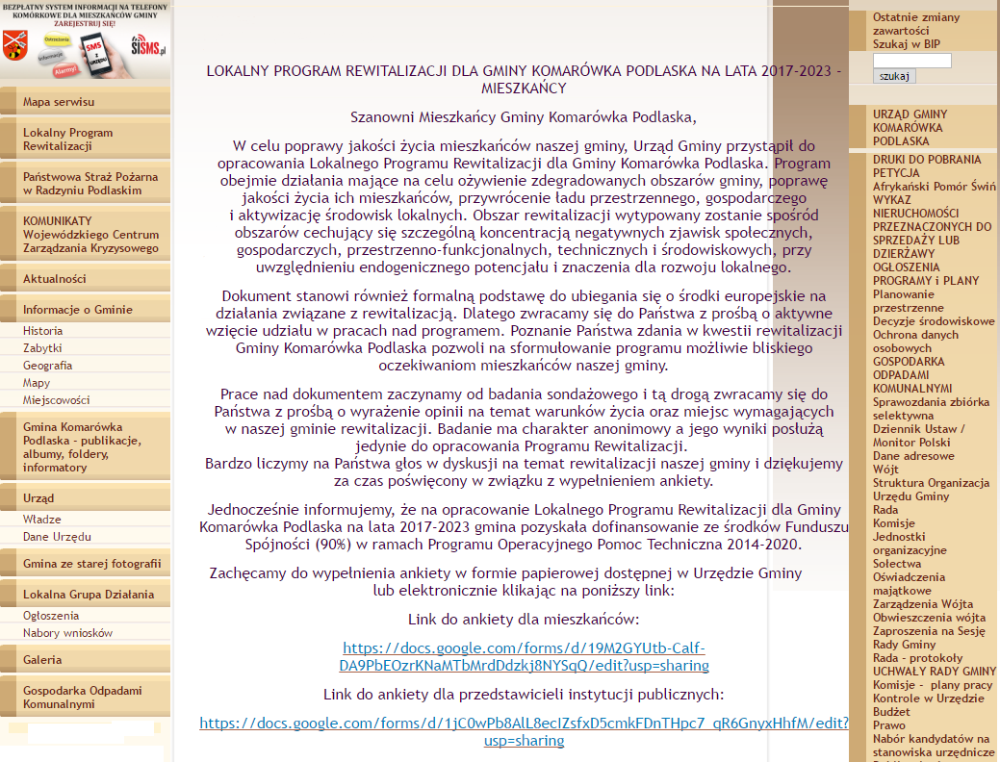 BEZPŁATNY SYSTEM INFORMACJI NA TELEFONY
KOMÓRKOWE DLA MIESZKAŃCÓW GMINY
ZAREJESTRUJ SIĘ!
Ostrzeżenia
Informacje
Alarmy!
SMS
z
URZĘDU
SISMS.pl
Mapa serwisu
Lokalny Program
Rewitalizacji
Państwowa Straż Pożarna
w Radzyniu Podlaskim
KOMUNIKATY
Wojewódzkiego Centrum
Zarządzania Kryzysowego
Aktualności
Informacje o Gminie
Historia
Zabytki
Geografia
Mapy
Miejscowości
Gmina Komarówka
Podlaska - publikacje,
albumy, foldery,
informatory
Urząd
Władze
Dane Urzędu
Gmina ze starej fotografii
Lokalna Grupa Działania
Ogłoszenia
Nabory wniosków
Galeria
Gospodarka Odpadami
Komunalnymi
LOKALNY PROGRAM REWITALIZACJI DLA GMINY KOMARÓWKA PODLASKA NA LATA 2017-2023 -
MIESZKAŃCY
Szanowni Mieszkańcy Gminy Komarówka Podlaska,
W celu poprawy jakości życia mieszkańców naszej gminy, Urząd Gminy przystąpił do
opracowania Lokalnego Programu Rewitalizacji dla Gminy Komarówka Podlaska. Program
obejmie działania mające na celu ożywienie zdegradowanych obszarów gminy, poprawę
jakości życia ich mieszkańców, przywrócenie ładu przestrzennego, gospodarczego
i aktywizację środowisk lokalnych. Obszar rewitalizacji wytypowany zostanie spośród
obszarów cechujący się szczególną koncentracją negatywnych zjawisk społecznych,
gospodarczych, przestrzenno-funkcjonalnych, technicznych i środowiskowych, przy
uwzględnieniu endogenicznego potencjału i znaczenia dla rozwoju lokalnego.
Dokument stanowi również formalną podstawę do ubiegania się o środki europejskie na
działania związane z rewitalizacją. Dlatego zwracamy się do Państwa z prośbą o aktywne
wzięcie udziału w pracach nad programem. Poznanie Państwa zdania w kwestii rewitalizacji
Gminy Komarówka Podlaska pozwoli na sformułowanie programu możliwie bliskiego
oczekiwaniom mieszkańców naszej gminy.
Prace nad dokumentem zaczynamy od badania sondażowego i tą drogą zwracamy się do
Państwa z prośbą o wyrażenie opinii na temat warunków życia oraz miejsc wymagających
w naszej gminie rewitalizacji. Badanie ma charakter anonimowy a jego wyniki posłużą
jedynie do opracowania Programu Rewitalizacji.
Bardzo liczymy na Państwa głos w dyskusji na temat rewitalizacji naszej gminy i dziękujemy
za czas poświęcony w związku z wypełnieniem ankiety.
Jednocześnie informujemy, że na opracowanie Lokalnego Programu Rewitalizacji dla Gminy
Komarówka Podlaska na lata 2017-2023 gmina pozyskała dofinansowanie ze środków Funduszu
Spójności (90%) w ramach Programu Operacyjnego Pomoc Techniczna 2014-2020.
Zachęcamy do wypełnienia ankiety w formie papierowej dostępnej w Urzędzie Gminy
lub elektronicznie klikając na poniższy link:
Link do ankiety dla mieszkańców:
https://docs.google.com/forms/d/19M2GYUtb-Calf-
DA9PbEOzrKNaMTbMrdDdzkj8NYSqQ/edit?usp=sharing
Link do ankiety dla przedstawicieli instytucji publicznych:
https://docs.google.com/forms/d/1jC0wPb8AlL8ecIZsfxD5cmkFDnTHpc7_qR6GnyxHhfM/edit?
usp=sharing
Ostatnie zmiany
zawartości
Szukaj w BIP
szukaj
URZĄD GMINY
KOMARÓWKA
PODLASKA
DRUKI DO POBRANIA
PETYCJA
Afrykański Pomór Świń
WYKAZ
NIERUCHOMOŚCI
PRZEZNACZONYCH DO
SPRZEDAŻY LUB
DZIERŻAWY
OGŁOSZENIA
PROGRAMY i PLANY
Planowanie
przestrzenne
Decyzje środowiskowe
Ochrona danych
osobowych
GOSPODARKA
ODPADAMI
KOMUNALNYMI
Sprawozdania zbiórka
selektywna
Dziennik Ustaw /
Monitor Polski
Dane adresowe
Wójt
Struktura Organizacja
Urzędu Gminy
Rada
Komisje
Jednostki
organizacyjne
Sołectwa
Oświadczenia
majątkowe
Zarządzenia Wójta
Obwieszczenia wójta
Zaproszenia na Sesję
Rady Gminy
Rada - protokoły
UCHWAŁY RADY GMINY
Komisje - plany pracy
Kontrole w Urzędzie
Budżet
Prawo
Nabór kandydatów na
stanowiska urzędnicze